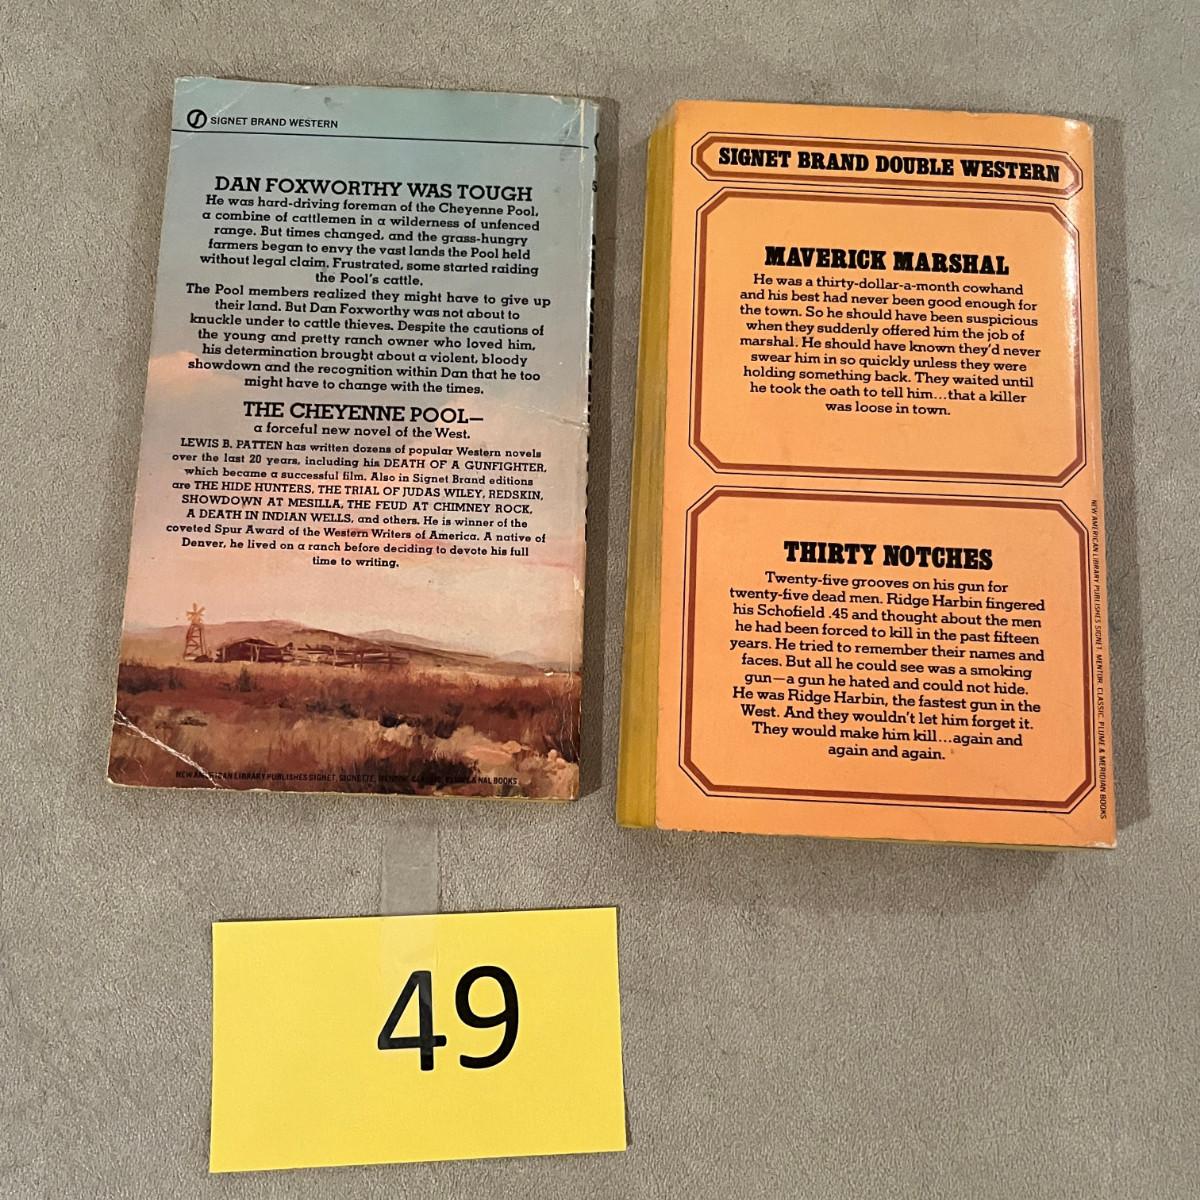 SIGNET BRAND WESTERN
DAN FOXWORTHY WAS TOUGH
He was hard-driving foreman of the Cheyenne Pool,
a combine of cattlemen in a wilderness of unfenced
range. But times changed, and the grass-hungry
farmers began to envy the vast lands the Pool held
without legal claim. Frustrated, some started raiding
the Pool's cattle.
The Pool members realized they might have to give up
their land. But Dan Foxworthy was not about to
knuckle under to cattle thieves. Despite the cautions of
the young and pretty ranch owner who loved him,
his determination brought about a violent, bloody
showdown and the recognition within Dan that he too
might have to change with the times.
THE CHEYENNE POOL—
a forceful new novel of the West.
LEWIS B. PATTEN has written dozens of popular Western novels
over the last 20 years, including his DEATH OF A GUNFIGHTER,
which became a successful film. Also in Signet Brand editions
are THE HIDE HUNTERS, THE TRIAL OF JUDAS WILEY, REDSKIN,
SHOWDOWN AT MESILLA, THE FEUD AT CHIMNEY ROCK,
A DEATH IN INDIAN WELLS, and others. He is winner of the
coveted Spur Award of the Western Writers of America. A native of
Denver, he lived on a ranch before deciding to devote his full
time to writing.
NEW AMERICAN LIBRARY PUBLISHES SIGNET, SIGNETTE, MENTOR, CLASSIC, & NAL BOOKS
SIGNET BRAND DOUBLE WESTERN
MAVERICK MARSHAL
He was a thirty-dollar-a-month cowhand
and his best had never been good enough for
the town. So he should have been suspicious
when they suddenly offered him the job of
marshal. He should have known they'd never
swear him in so quickly unless they were
holding something back. They waited until
he took the oath to tell him...that a killer
was loose in town.
THIRTY NOTCHES
Twenty-five grooves on his gun for
twenty-five dead men. Ridge Harbin fingered
his Schofield .45 and thought about the men
he had been forced to kill in the past fifteen
years. He tried to remember their names and
faces. But all he could see was a smoking
gun—a gun he hated and could not hide.
He was Ridge Harbin, the fastest gun in the
West. And they wouldn't let him forget it.
They would make him kill...again and
again and again.
NEW AMERICAN LIBRARY PUBLISHES SIGNET, MENTOR, CLASSIC, PLUME & MERIDIAN BOOKS
49